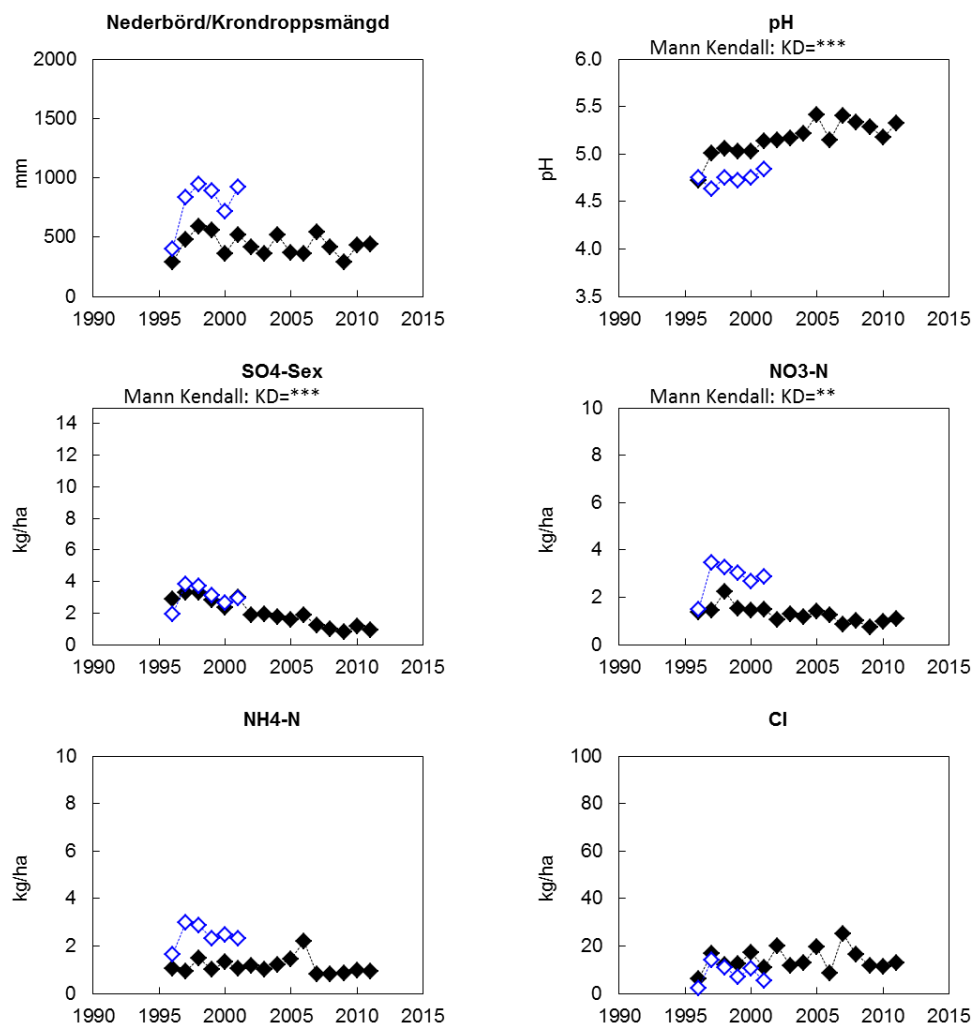 Nederbörd/Krondroppsmängd
2000
1500
1000
500
0
mm
1990 1995 2000 2005 2010 2015
pH
Mann Kendall: KD=***
6.0
5.5
5.0
4.5
4.0
3.5
pH
1990 1995 2000 2005 2010 2015
SO4-Sex
Mann Kendall: KD=***
14
12
10
8
6
4
2
0
kg/ha
1990 1995 2000 2005 2010 2015
NO3-N
Mann Kendall: KD=**
10
8
6
4
2
0
kg/ha
1990 1995 2000 2005 2010 2015
NH4-N
10
8
6
4
2
0
kg/ha
1990 1995 2000 2005 2010 2015
Cl
100
80
60
40
20
0
kg/ha
1990 1995 2000 2005 2010 2015